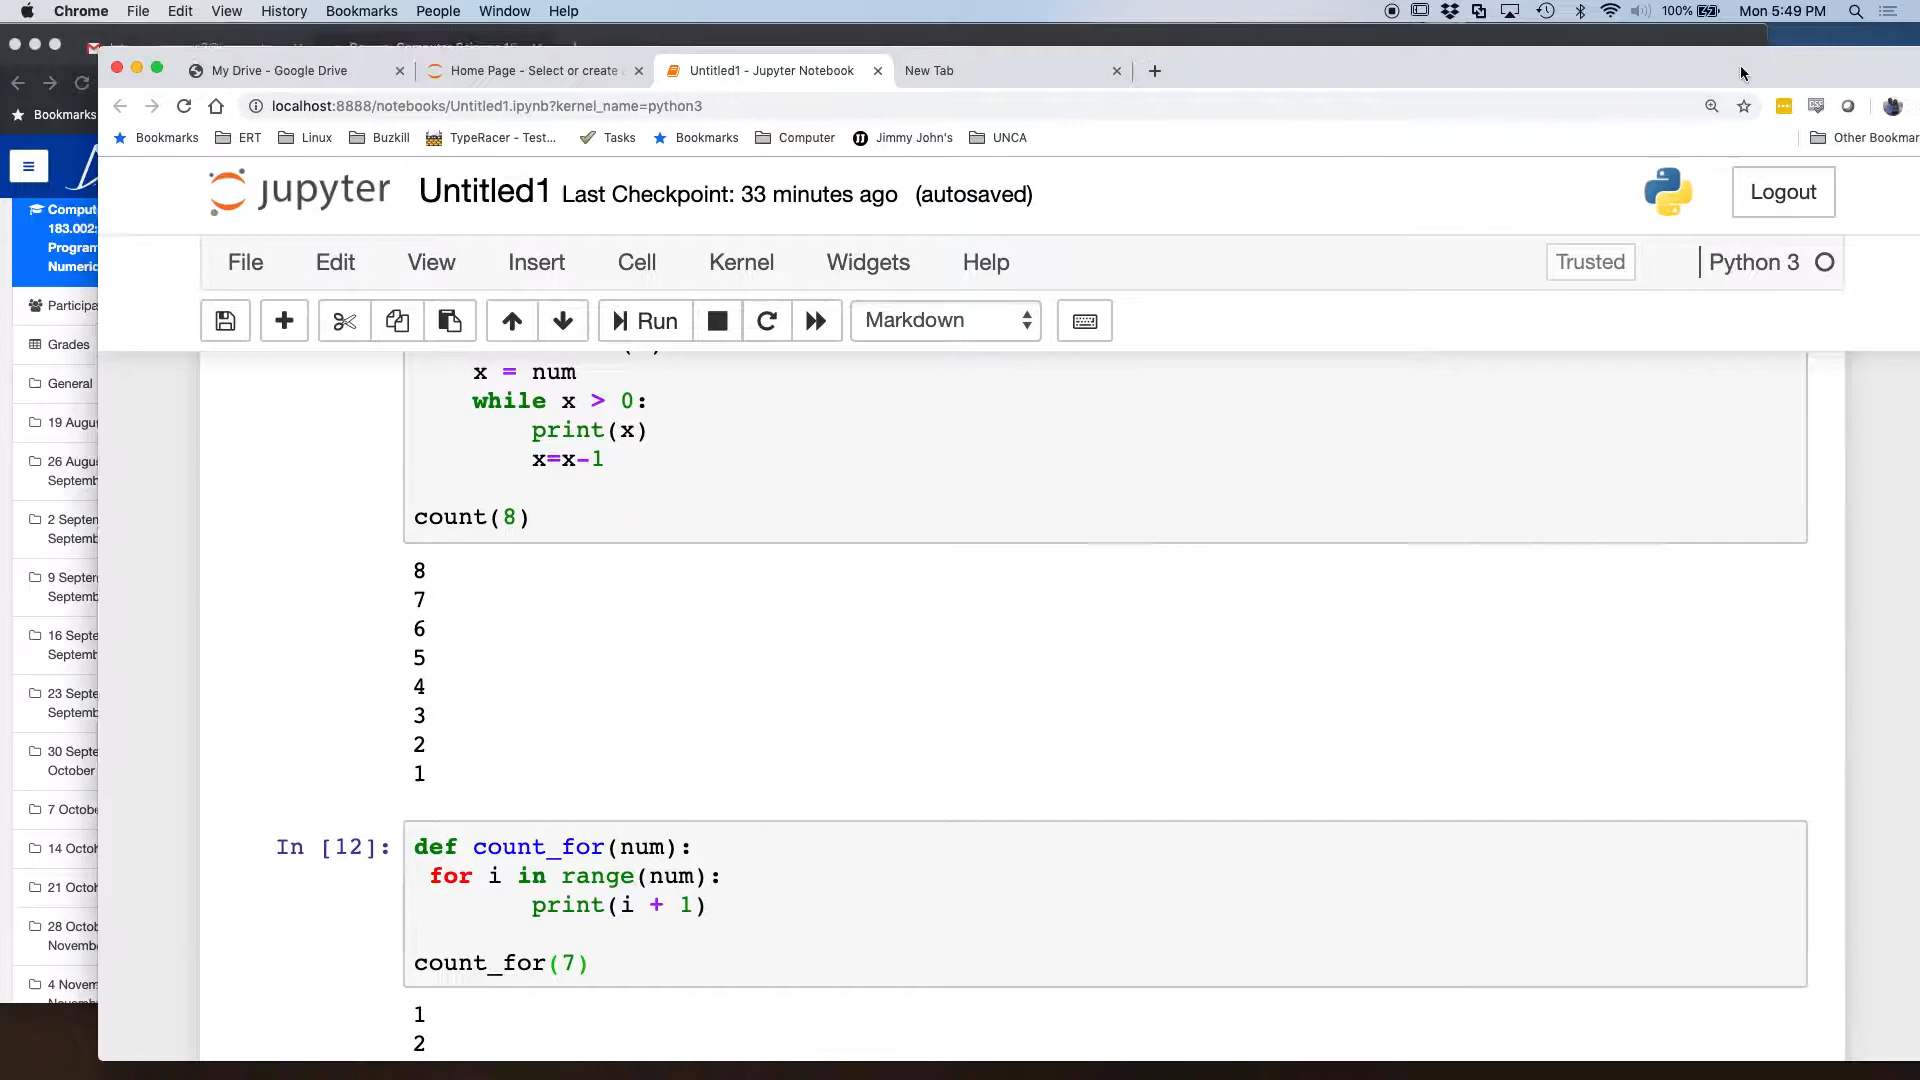 Chrome File Edit View History Bookmarks People Window Help 100% Mon 5:49 PM
My Drive - Google Drive Home Page - Select or create Untitled1 - Jupyter Notebook New Tab
localhost:8888/notebooks/Untitled1.ipynb?kernel_name=python3
Bookmarks
Bookmarks ERT Linux Buzkill TypeRacer - Test... Tasks Bookmarks Computer Jimmy John's UNCA Other Bookmar
jupyter Untitled1 Last Checkpoint: 33 minutes ago (autosaved) Logout
File Edit View Insert Cell Kernel Widgets Help Trusted Python 3
Run Markdown
Comput
183.002:
Program
Numeric
Participa
Grades
General
19 Augu
26 Augu
Septemb
2 Septem
Septemb
9 Septem
Septemb
16 Septe
Septemb
23 Septe
Septemb
30 Septe
October
7 Octobe
14 Octob
21 Octob
28 Octob
Novemb
4 Novem
x = num
while x > 0:
print(x)
x=x-1
count(8)
8
7
6
5
4
3
2
1
In [12]: def count_for(num):
for i in range(num):
print(i + 1)
count_for(7)
1
2